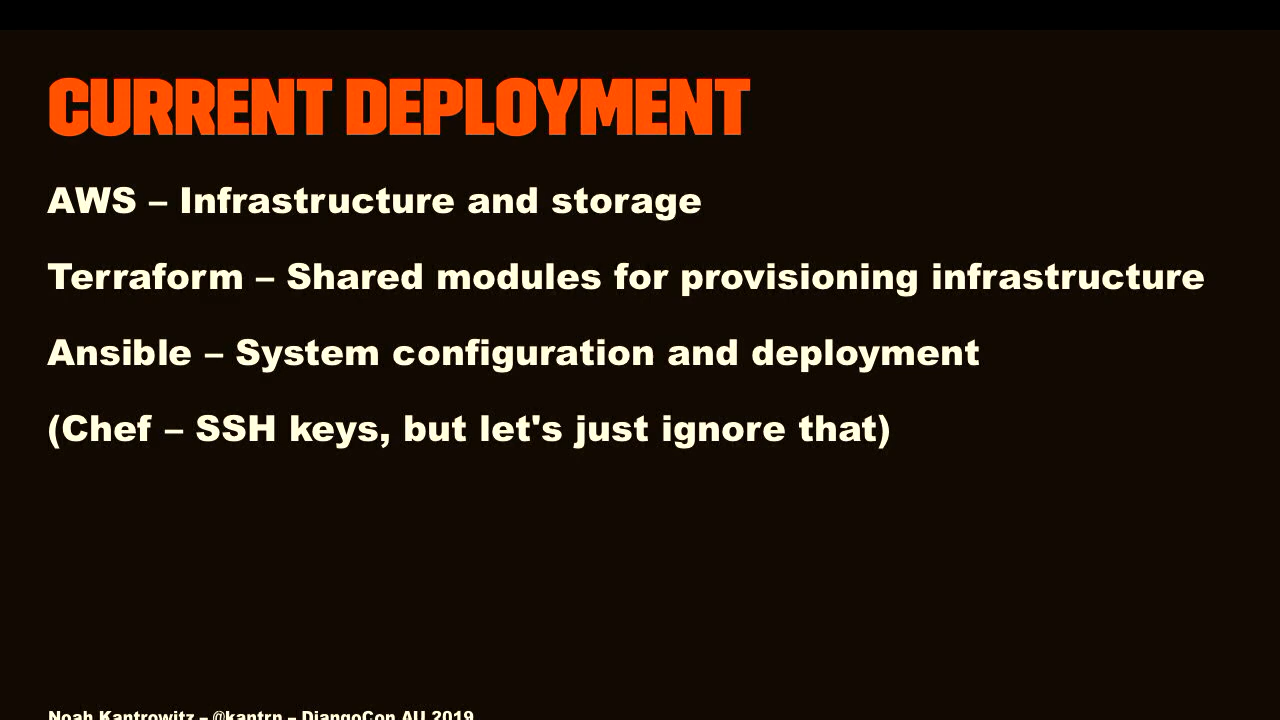 CURRENT DEPLOYMENT
AWS – Infrastructure and storage
Terraform – Shared modules for provisioning infrastructure
Ansible – System configuration and deployment
(Chef – SSH keys, but let's just ignore that)
Noah Kantrowitz – @kantrn – DjangoCon AU 2019